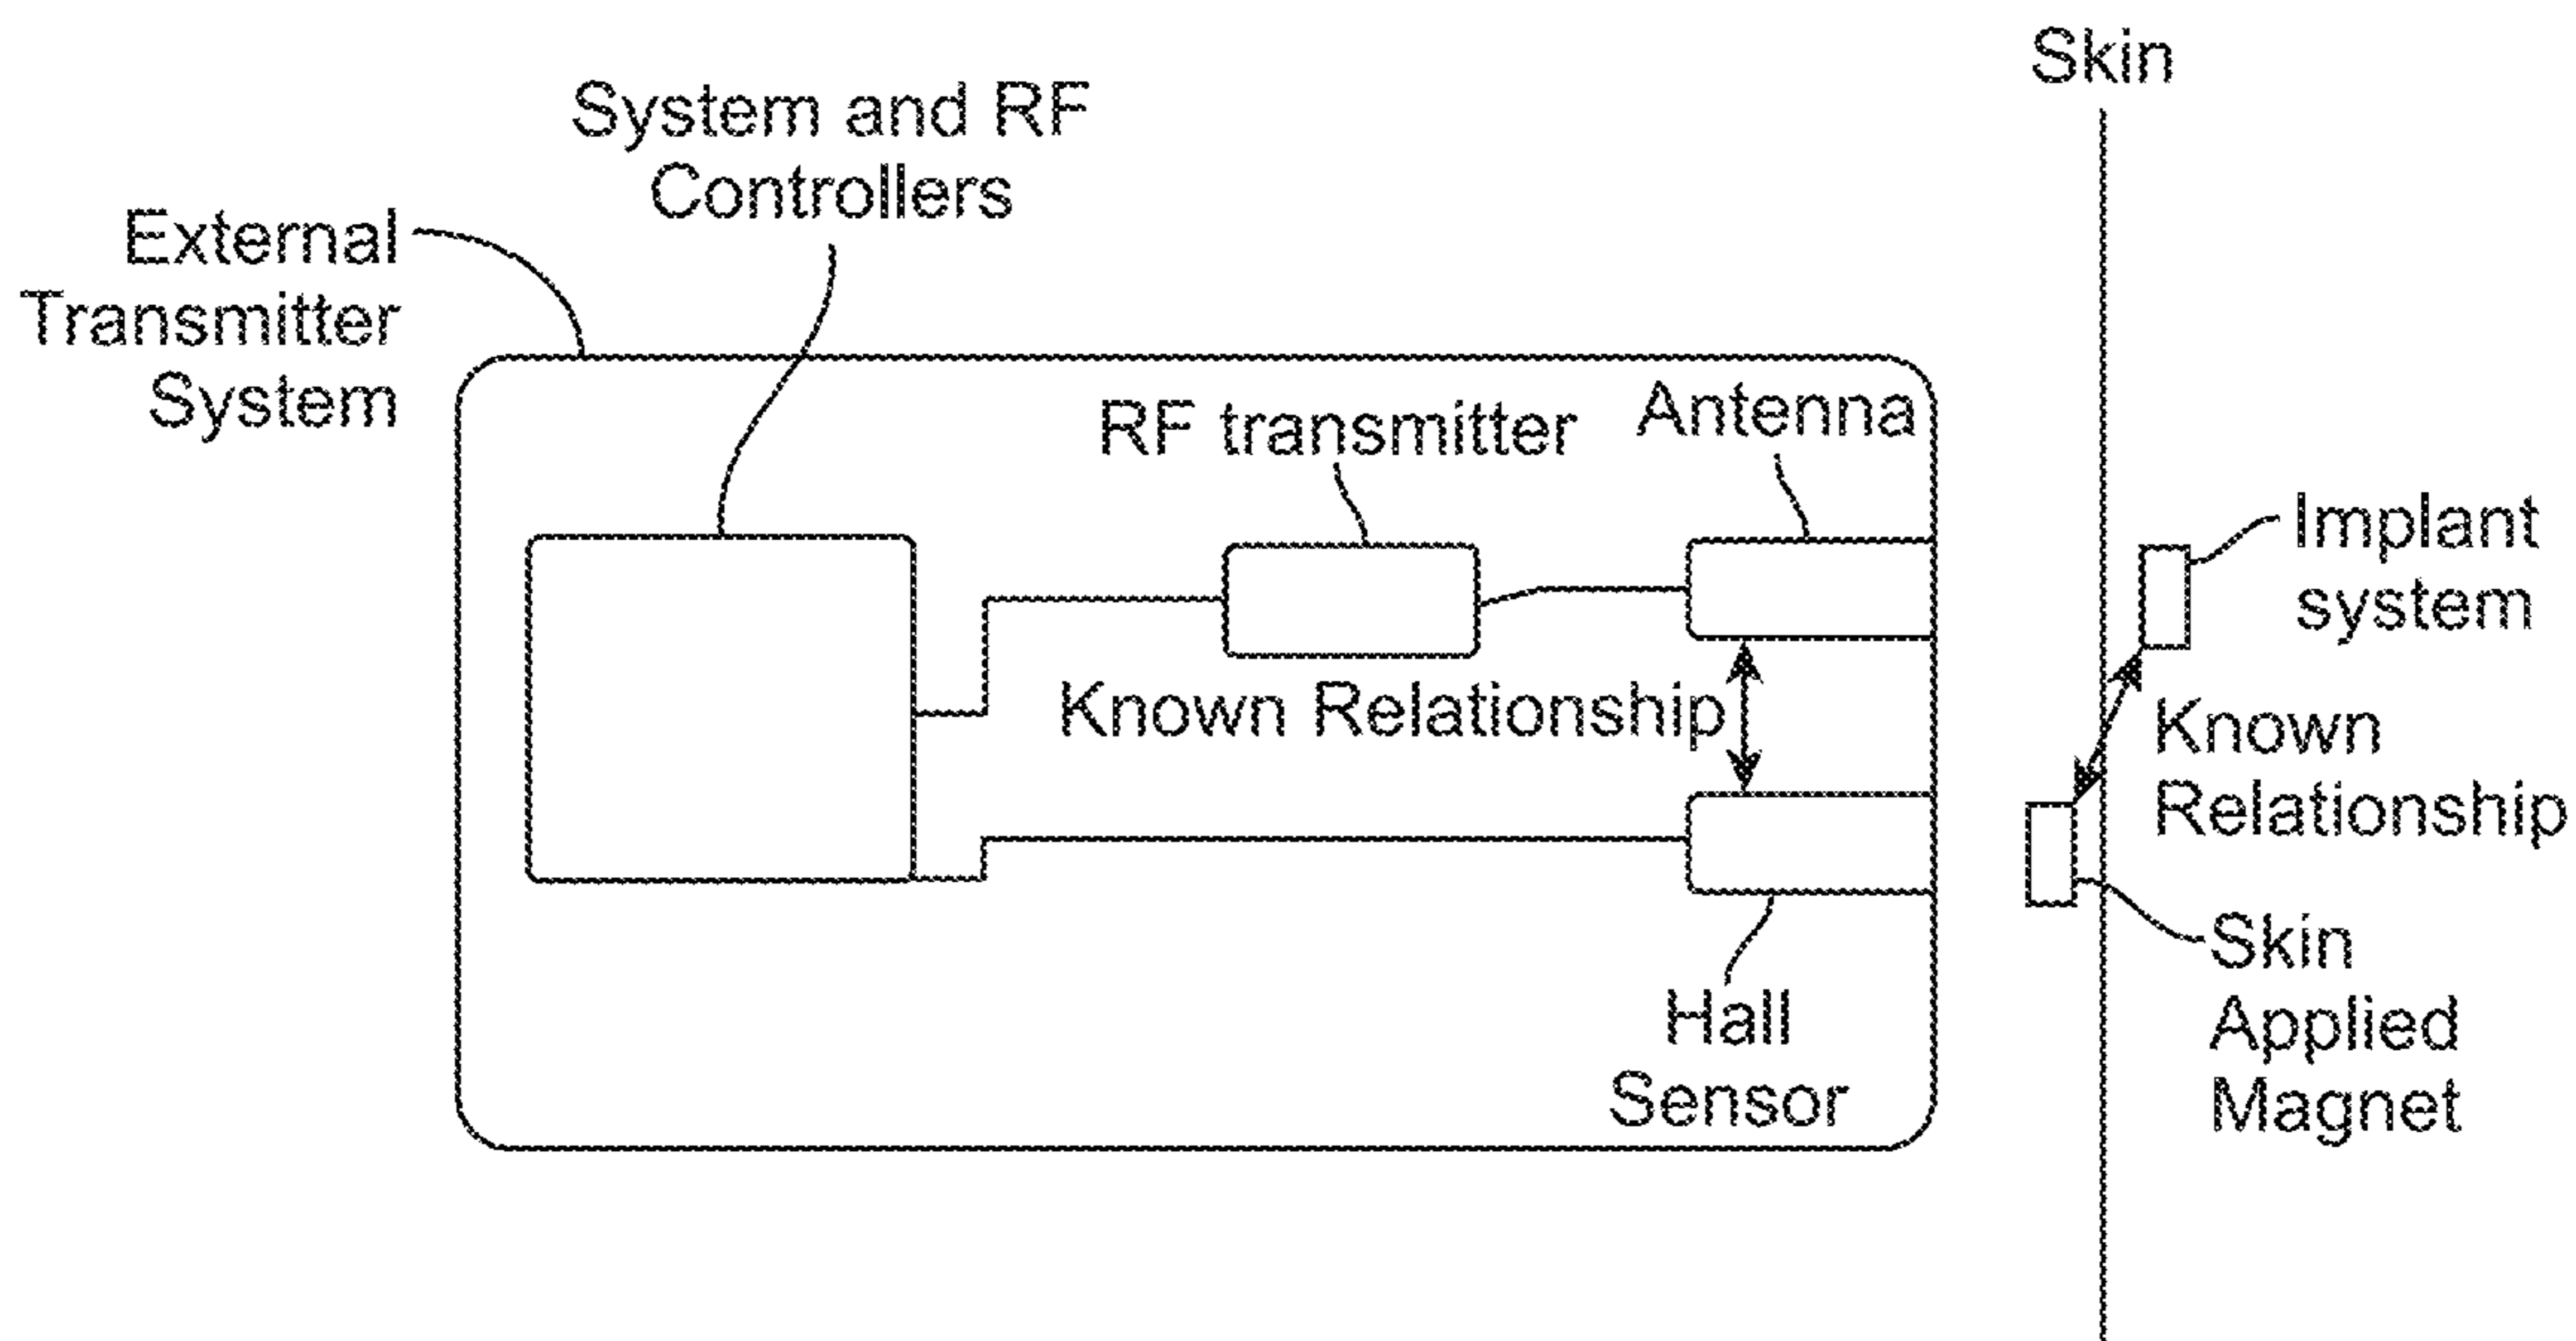 Skin
System and RF
Controllers
External
Transmitter
System
RF transmitter
Antenna
Implant
system
Known Relationship
Known
Relationship
Skin
Applied
Magnet
Hall
Sensor